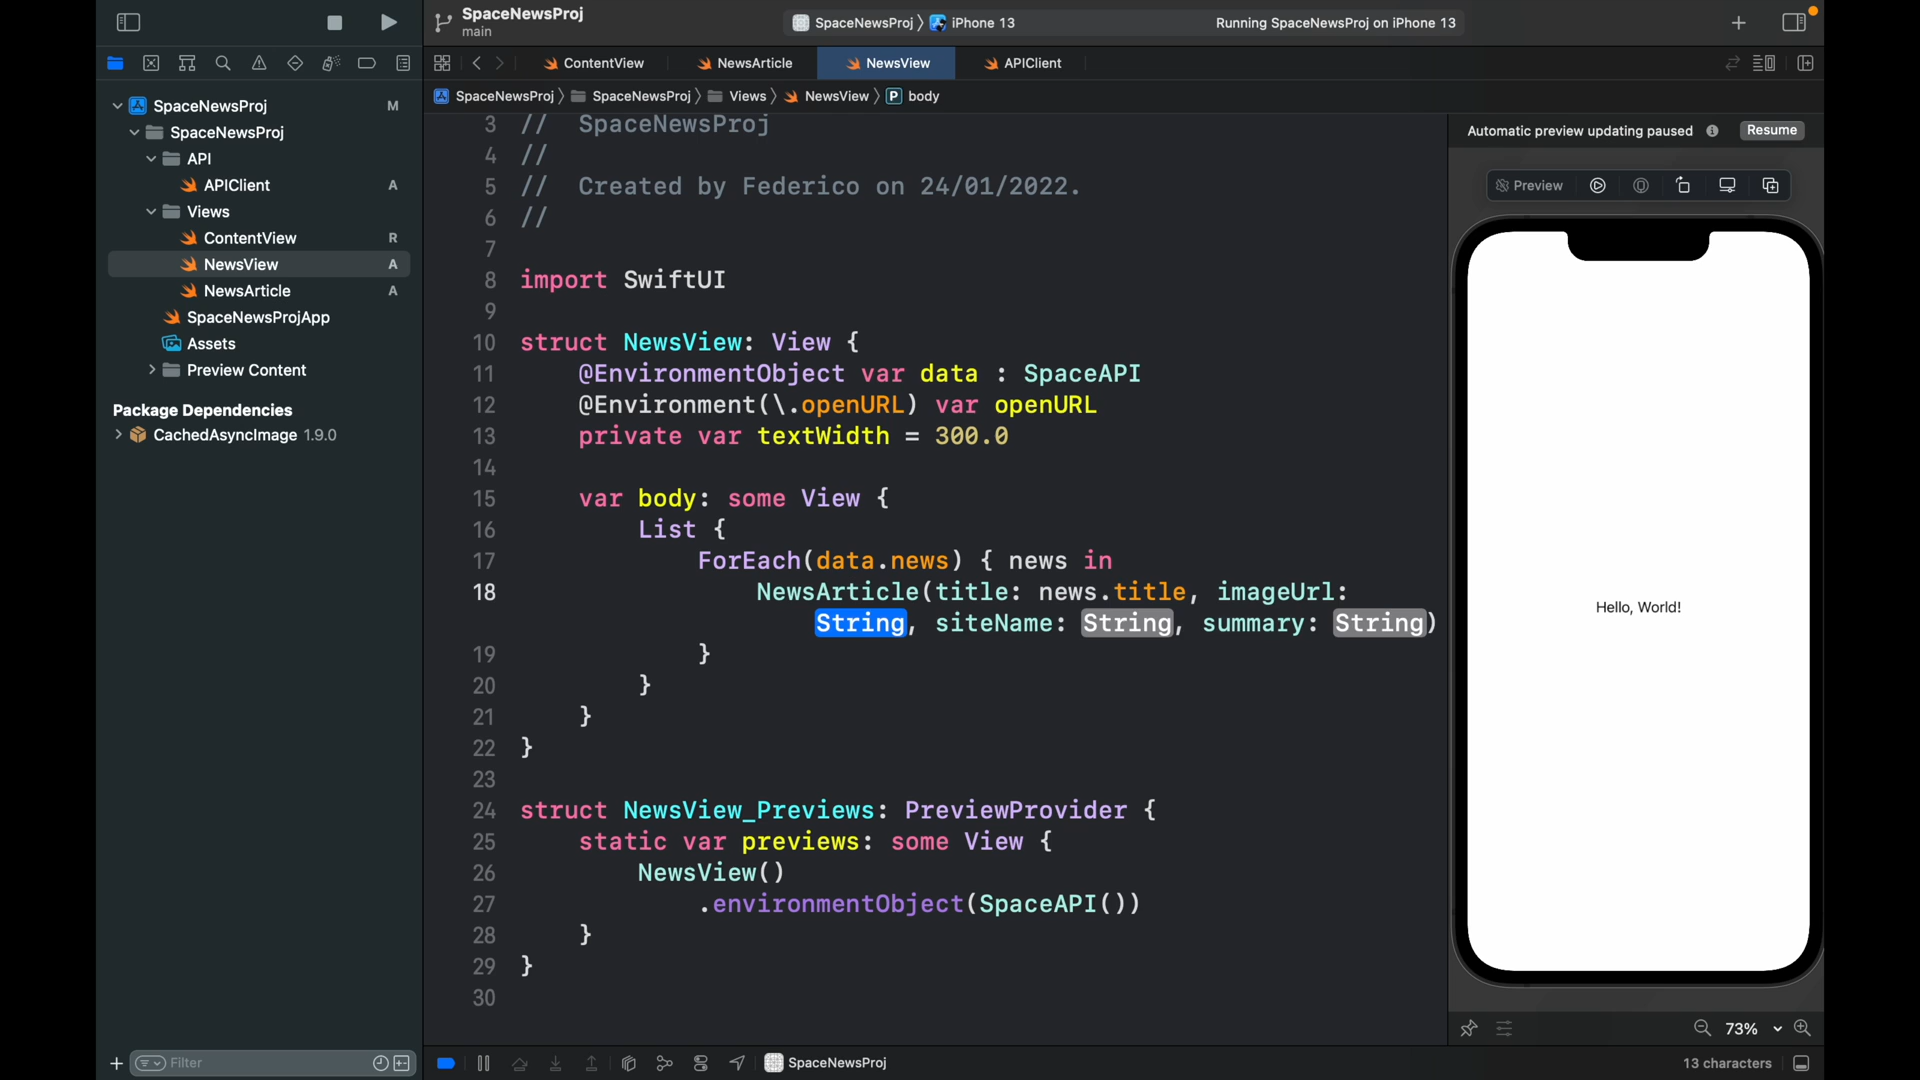 SpaceNewsProj
main
SpaceNewsProj
iPhone 13
Running SpaceNewsProj on iPhone 13
ContentView
NewsArticle
NewsView
APIClient
SpaceNewsProj
SpaceNewsProj
Views
NewsView
P
body
SpaceNewsProj M
SpaceNewsProj
API
APIClient A
Views
ContentView R
NewsView A
NewsArticle A
SpaceNewsProjApp
Assets
Preview Content
Package Dependencies
CachedAsyncImage 1.9.0
3 //  SpaceNewsProj
4 //
5 //  Created by Federico on 24/01/2022.
6 //
7
8 import SwiftUI
9
10 struct NewsView: View {
11     @EnvironmentObject var data : SpaceAPI
12     @Environment(\.openURL) var openURL
13     private var textWidth = 300.0
14
15     var body: some View {
16         List {
17             ForEach(data.news) { news in
18                 NewsArticle(title: news.title, imageUrl:
String, siteName: String, summary: String)
19             }
20         }
21     }
22 }
23
24 struct NewsView_Previews: PreviewProvider {
25     static var previews: some View {
26         NewsView()
27             .environmentObject(SpaceAPI())
28     }
29 }
30
Automatic preview updating paused
Resume
Preview
Hello, World!
73%
Filter
SpaceNewsProj
13 characters